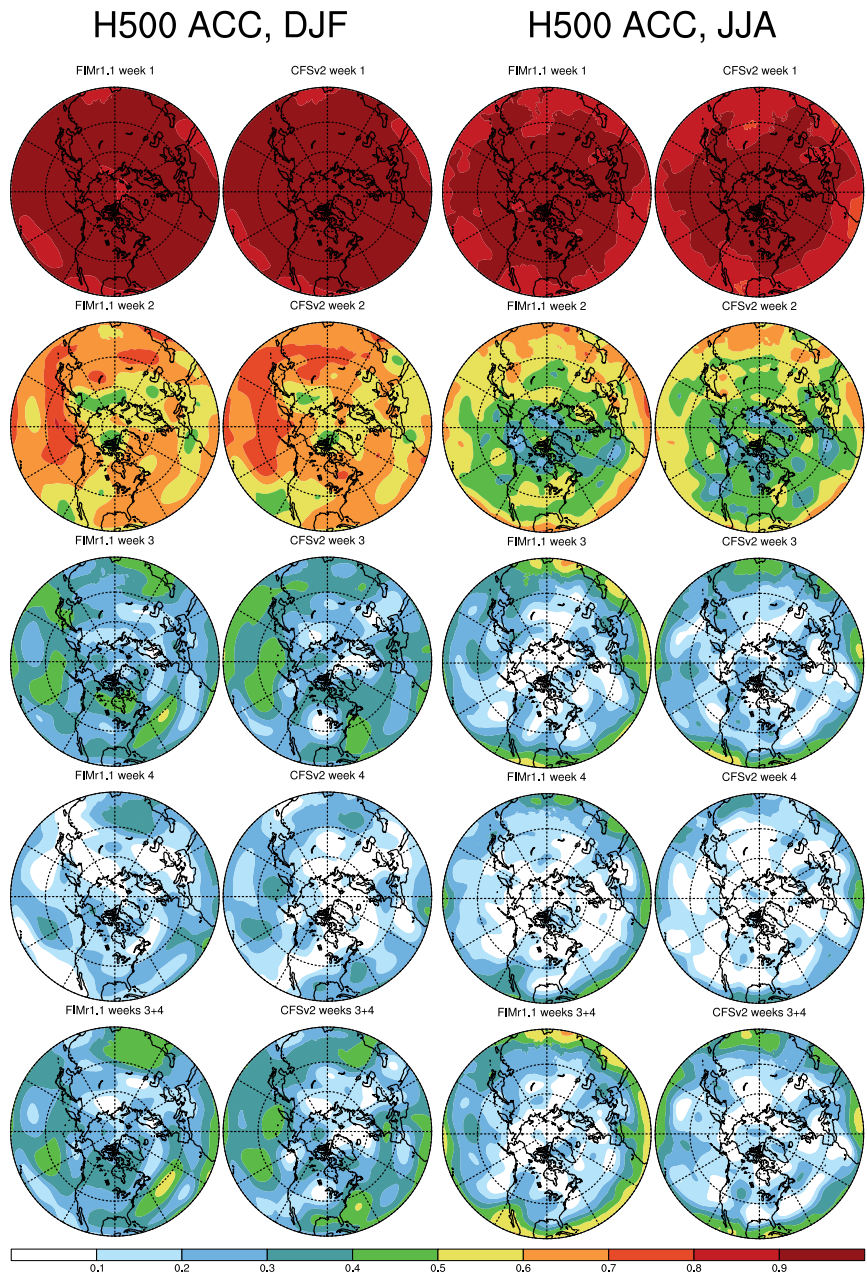 H500 ACC, DJF H500 ACC, JJA
FIMr1.1 week 1 CFSv2 week 1 FIMr1.1 week 1 CFSv2 week 1
FIMr1.1 week 2 CFSv2 week 2 FIMr1.1 week 2 CFSv2 week 2
FIMr1.1 week 3 CFSv2 week 3 FIMr1.1 week 3 CFSv2 week 3
FIMr1.1 week 4 CFSv2 week 4 FIMr1.1 week 4 CFSv2 week 4
FIMr1.1 weeks 3+4 CFSv2 weeks 3+4 FIMr1.1 weeks 3+4 CFSv2 weeks 3+4
0.1 0.2 0.3 0.4 0.5 0.6 0.7 0.8 0.9